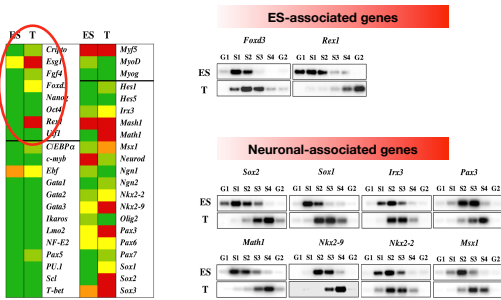 ES T
Cripto
Esg1
Fgf4
Foxd3
Nanog
Oct4
Rex1
Utf1
C/EBPα
c-myb
Ebf
Gata1
Gata2
Gata3
Ikaros
Lmo2
NF-E2
Pax5
PU.1
Scl
T-bet
ES T
Myf5
MyoD
Myog
Hes1
Hes5
Irx3
Mash1
Math1
Msx1
Neurod
Ngn1
Ngn2
Nkx2-2
Nkx2-9
Olig2
Pax3
Pax6
Pax7
Sox1
Sox2
Sox3
ES-associated genes
Foxd3 Rex1
G1 S1 S2 S3 S4 G2 G1 S1 S2 S3 S4 G2
ES
T
Neuronal-associated genes
Sox2 Sox1 Irx3 Pax3
G1 S1 S2 S3 S4 G2 G1 S1 S2 S3 S4 G2 G1 S1 S2 S3 S4 G2 G1 S1 S2 S3 S4 G2
ES
T
Math1 Nkx2-9 Nkx2-2 Msx1
G1 S1 S2 S3 S4 G2 G1 S1 S2 S3 S4 G2 G1 S1 S2 S3 S4 G2 G1 S1 S2 S3 S4 G2
ES
T